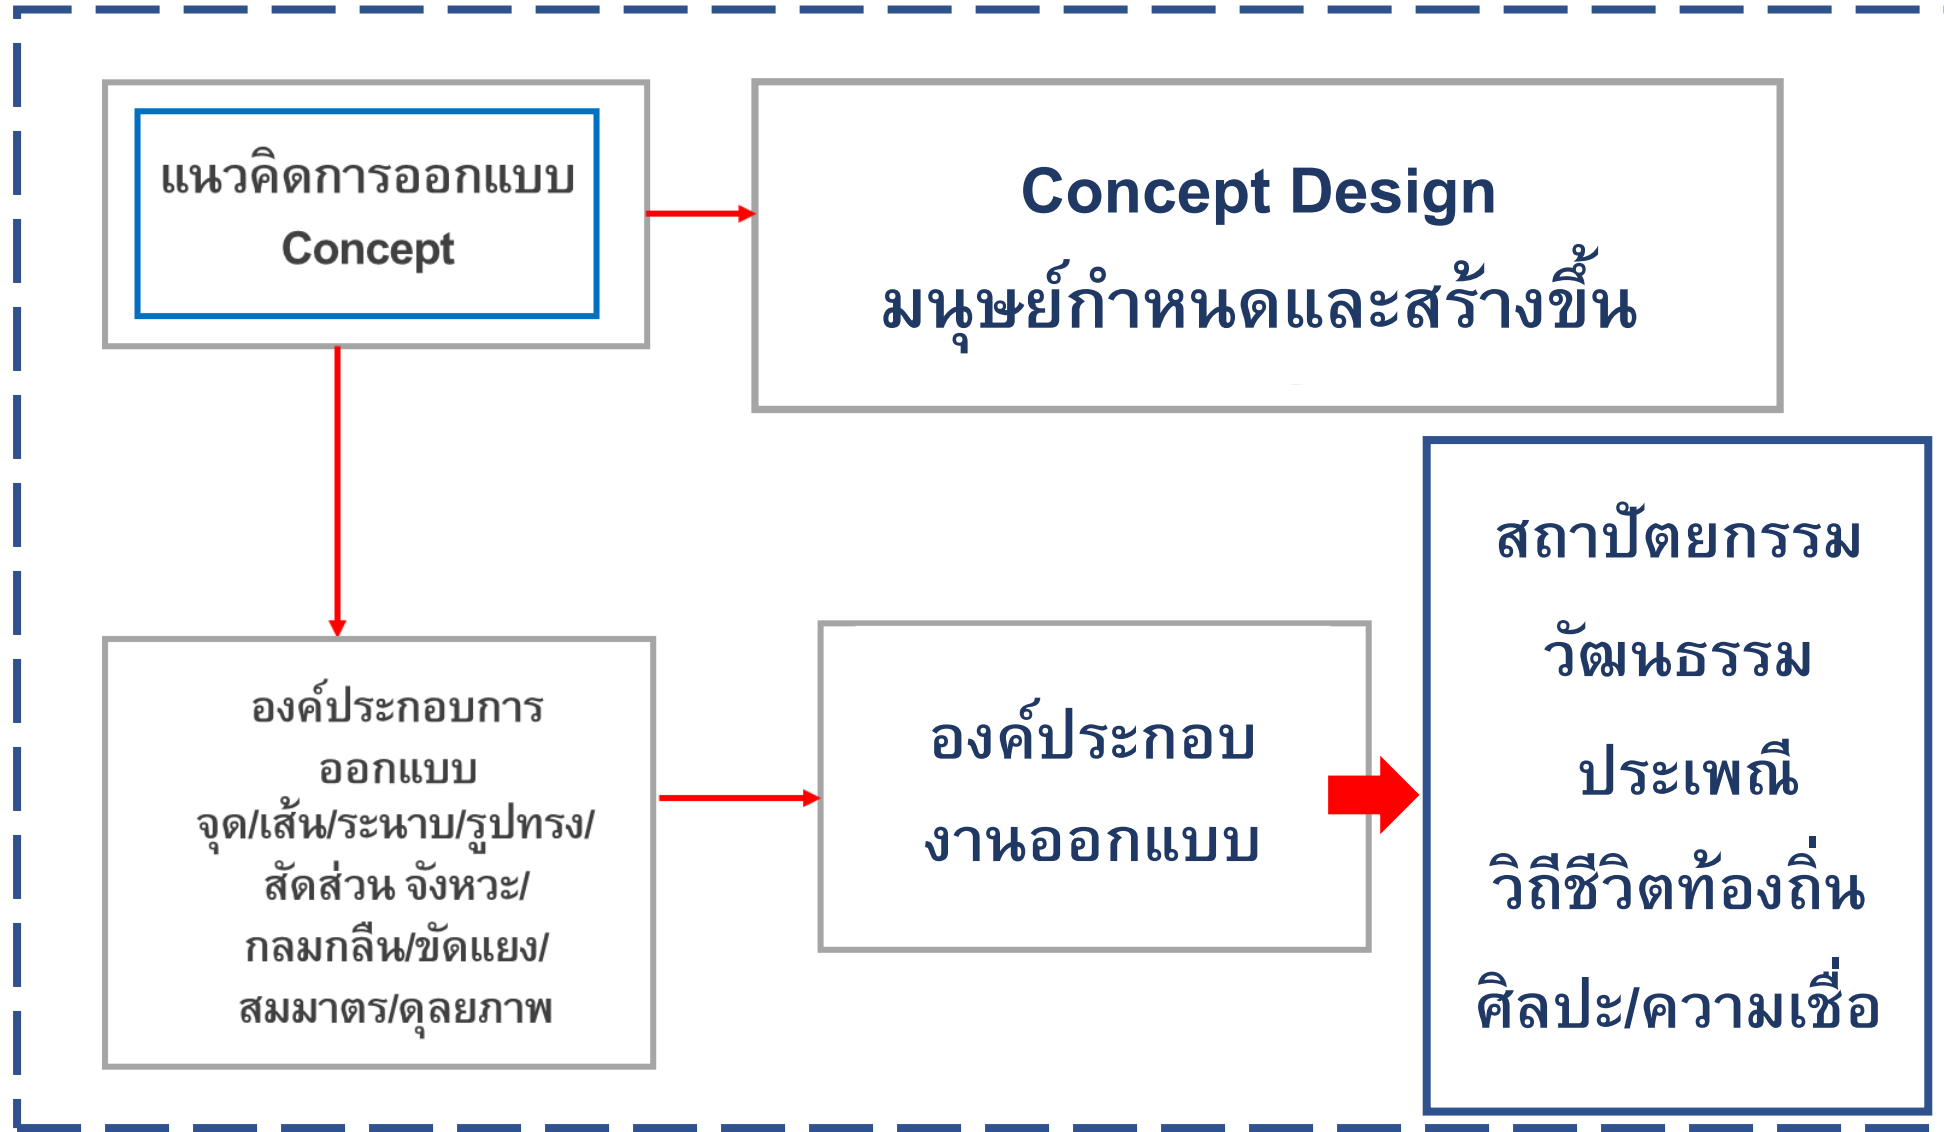 แนวคิดการออกแบบ
Concept
Concept Design
มนุษย์กำหนดและสร้างขึ้น
องค์ประกอบการ
ออกแบบ
จุด/เส้น/ระนาบ/รูปทรง/
สัดส่วน จังหวะ/
กลมกลืน/ขัดแยง/
สมมาตร/ดุลยภาพ
องค์ประกอบ
งานออกแบบ
สถาปัตยกรรม
วัฒนธรรม
ประเพณี
วิถีชีวิตท้องถิ่น
ศิลปะ/ความเชื่อ